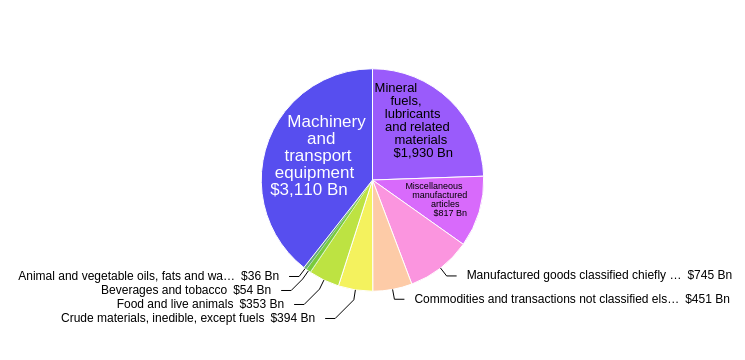 Mineral
fuels,
lubricants
and related
materials
$1,930 Bn
Machinery
and
transport
equipment
$3,110 Bn
Miscellaneous
manufactured
articles
$817 Bn
Manufactured goods classified chiefly … $745 Bn
Commodities and transactions not classified els… $451 Bn
Animal and vegetable oils, fats and wa… $36 Bn
Beverages and tobacco $54 Bn
Food and live animals $353 Bn
Crude materials, inedible, except fuels $394 Bn